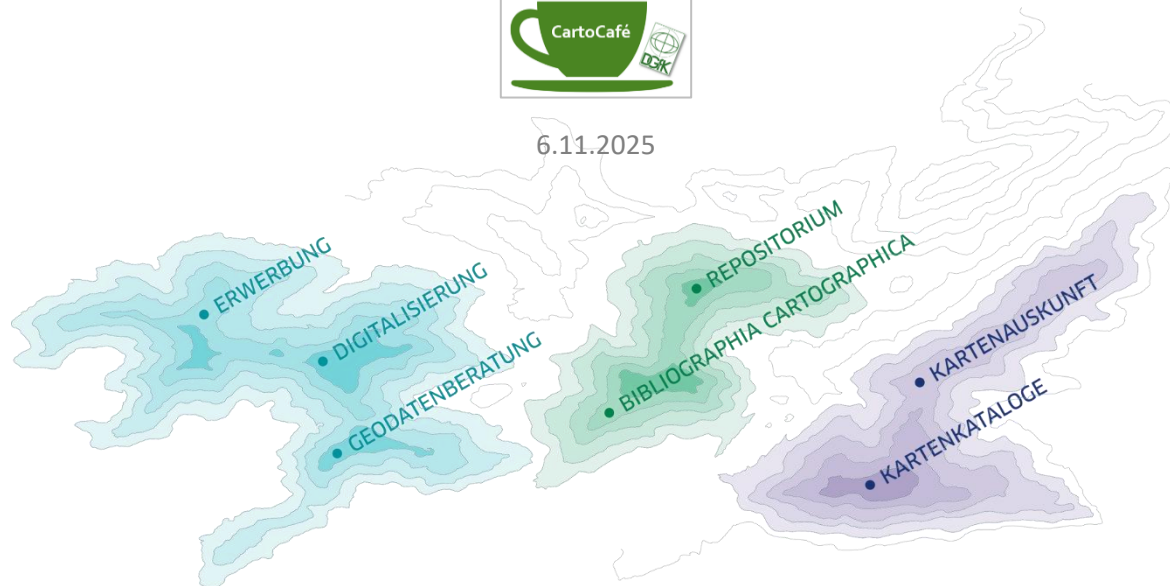 CartoCafé
DGfK
6.11.2025
ERWERBUNG
DIGITALISIERUNG
GEODATENBERATUNG
REPOSITORIUM
BIBLIOGRAPHIA CARTOGRAPHICA
KARTENAUSKUNFT
KARTENKATALOGE